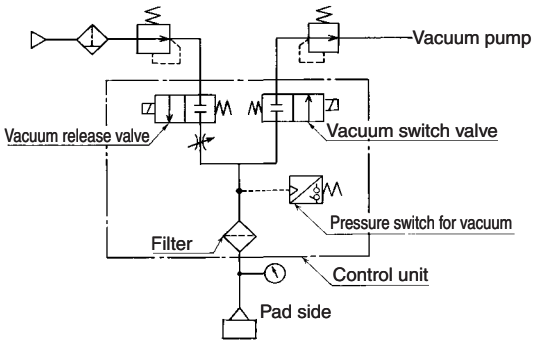 Vacuum pump
Vacuum release valve
Vacuum switch valve
Pressure switch for vacuum
Filter
Control unit
Pad side